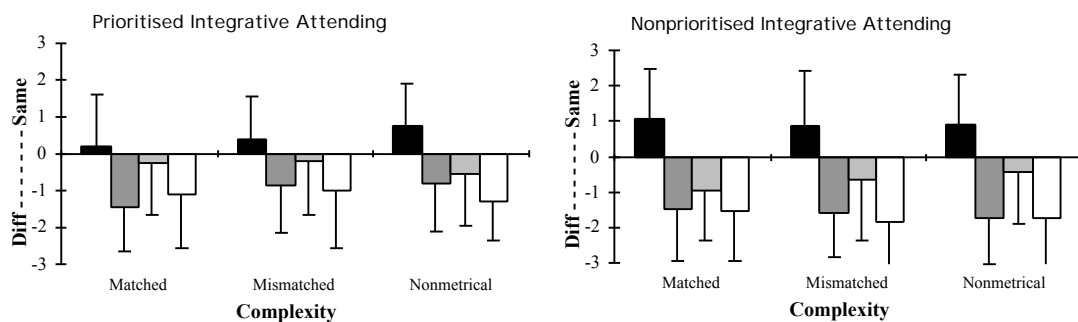 Prioritised Integrative Attending
3
2
1
0
-1
-2
-3
Diff -----Same
Matched Mismatched Nonmetrical
Complexity
Nonprioritised Integrative Attending
3
2
1
0
-1
-2
-3
Diff -----Same
Matched Mismatched Nonmetrical
Complexity